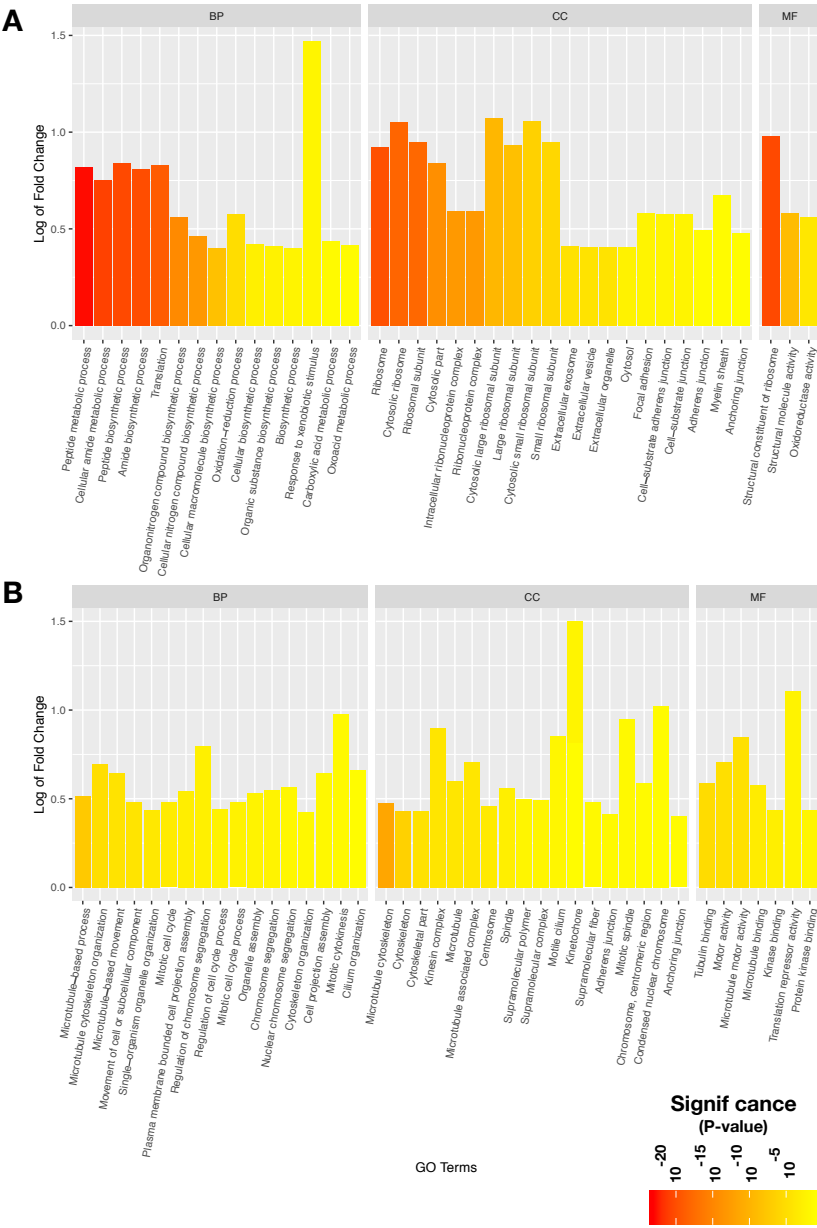 A
BP
CC
MF
1.5
1.0
0.5
0.0
Log of Fold Change
Peptide metabolic process
Cellular amide metabolic process
Peptide biosynthetic process
Amide biosynthetic process
Translation
Organonitrogen compound biosynthetic process
Cellular nitrogen compound biosynthetic process
Cellular macromolecule biosynthetic process
Oxidation−reduction process
Cellular biosynthetic process
Organic substance biosynthetic process
Biosynthetic process
Response to xenobiotic stimulus
Carboxylic acid metabolic process
Oxoacid metabolic process
Ribosome
Cytosolic ribosome
Ribosomal subunit
Cytosolic part
Intracellular ribonucleoprotein complex
Ribonucleoprotein complex
Cytosolic large ribosomal subunit
Large ribosomal subunit
Cytosolic small ribosomal subunit
Small ribosomal subunit
Extracellular exosome
Extracellular vesicle
Extracellular organelle
Cytosol
Focal adhesion
Cell−substrate adherens junction
Cell−substrate junction
Adherens junction
Myelin sheath
Anchoring junction
Structural constituent of ribosome
Structural molecule activity
Oxidoreductase activity
B
BP
CC
MF
1.5
1.0
0.5
0.0
Log of Fold Change
Microtubule−based process
Microtubule cytoskeleton organization
Microtubule−based movement
Movement of cell or subcellular component
Single−organism organelle organization
Mitotic cell cycle
Plasma membrane bounded cell projection assembly
Regulation of chromosome segregation
Regulation of cell cycle process
Mitotic cell cycle process
Organelle assembly
Chromosome segregation
Nuclear chromosome segregation
Cytoskeleton organization
Cell projection assembly
Mitotic cytokinesis
Cilium organization
Microtubule cytoskeleton
Cytoskeleton
Cytoskeletal part
Kinesin complex
Microtubule
Microtubule associated complex
Centrosome
Spindle
Supramolecular polymer
Supramolecular complex
Motile cilium
Kinetochore
Supramolecular fiber
Adherens junction
Mitotic spindle
Chromosome, centromeric region
Condensed nuclear chromosome
Anchoring junction
Tubulin binding
Motor activity
Microtubule motor activity
Microtubule binding
Kinase binding
Translation repressor activity
Protein kinase binding
GO Terms
Signif cance
(P-value)
10 -20
10 -15
10 -10
10 -5